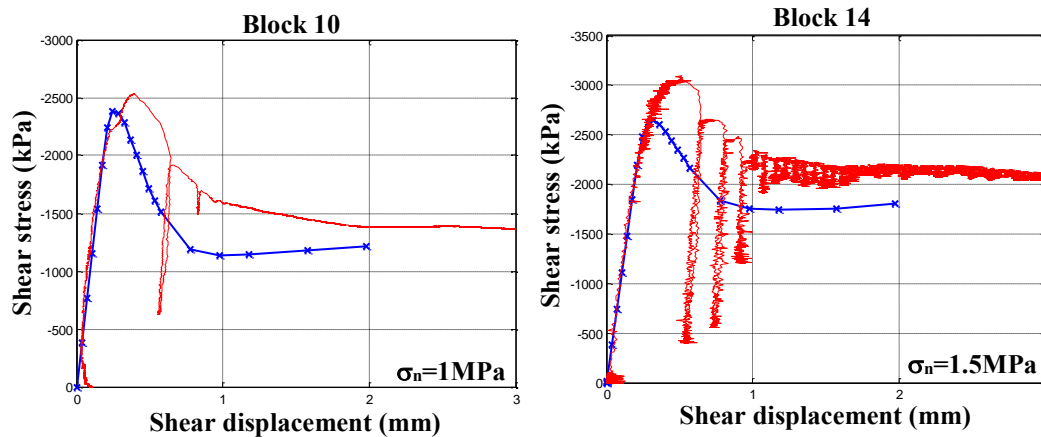 Block 10
Shear stress (kPa)
-3000
-2500
-2000
-1500
-1000
-500
0
0
1
2
3
σn=1MPa
Shear displacement (mm)
Block 14
Shear stress (kPa)
-3500
-3000
-2500
-2000
-1500
-1000
-500
0
0
1
2
σn=1.5MPa
Shear displacement (mm)